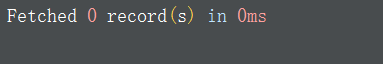 Fetched 0 record(s) in 0ms